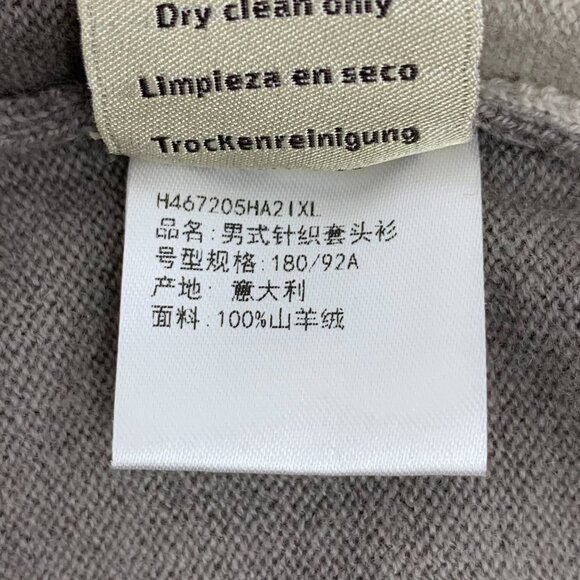 Dry clean only
Limpieza en seco
Trockenreinigung
H467205HA2IXL
品名:男式针织套头衫
号型规格:180/92A
产地: 意大利
面料.100%山羊绒